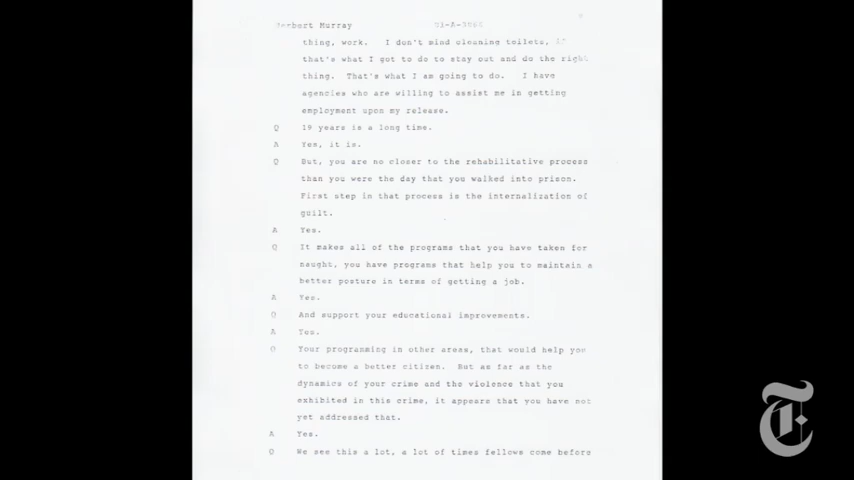 Herbert Murray
thing, work. I don't mind cleaning toilets, if
that's what I got to do to stay out and do the right
thing. That's what I am going to do. I have
agencies who are willing to assist me in getting
employment upon my release.
Q 19 years is a long time.
A Yes, it is.
Q But, you are no closer to the rehabilitative process
than you were the day that you walked into prison.
First step in that process is the internalization of
guilt.
A Yes.
Q It makes all of the programs that you have taken for
naught, you have programs that help you to maintain a
better posture in terms of getting a job.
A Yes.
Q And support your educational improvements.
A Yes.
Q Your programming in other areas, that would help you
to become a better citizen. But as far as the
dynamics of your crime and the violence that you
exhibited in this crime, it appears that you have not
yet addressed that.
A Yes.
Q We see this a lot, a lot of times fellows come before
T